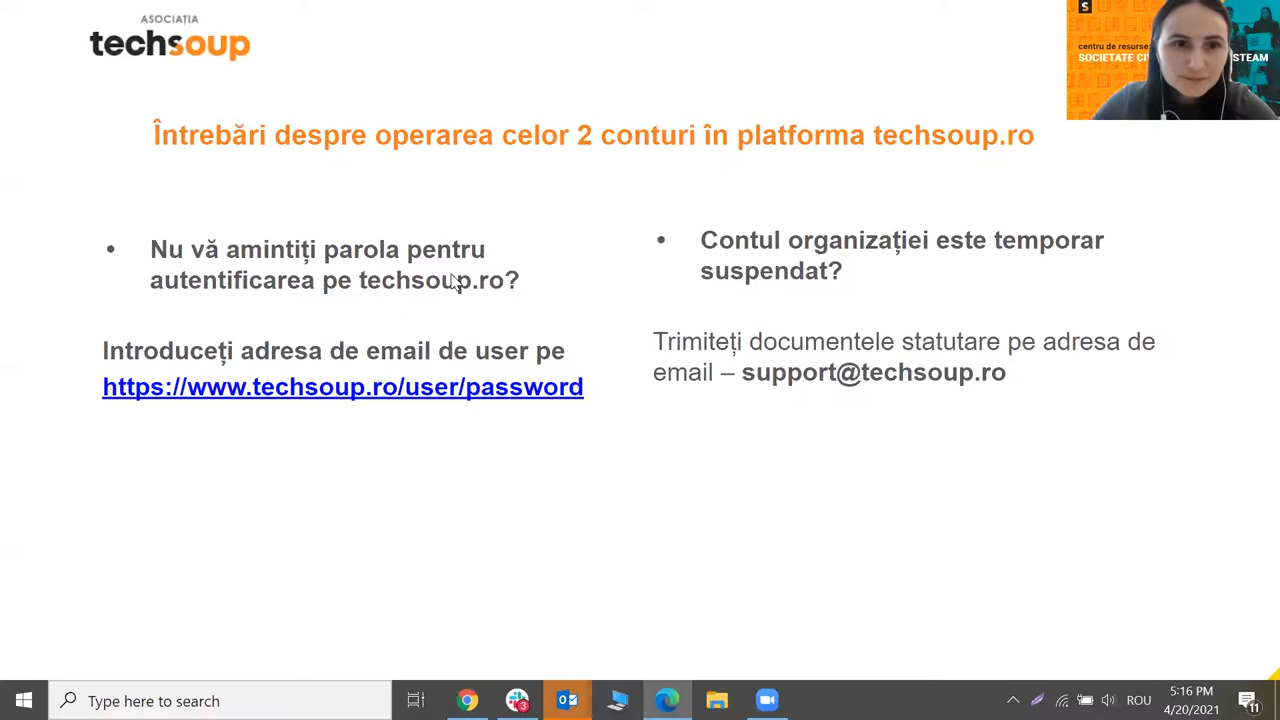 ASOCIAȚIA
techsoup
S
centru de resurse:
SOCIETATE CI
STEAM
Întrebări despre operarea celor 2 conturi în platforma techsoup.ro
• Nu vă amintiți parola pentru
autentificarea pe techsoup.ro?
Introduceți adresa de email de user pe
https://www.techsoup.ro/user/password
• Contul organizației este temporar
suspendat?
Trimiteți documentele statutare pe adresa de
email – support@techsoup.ro
Type here to search
3
ROU
5:16 PM
4/20/2021
11